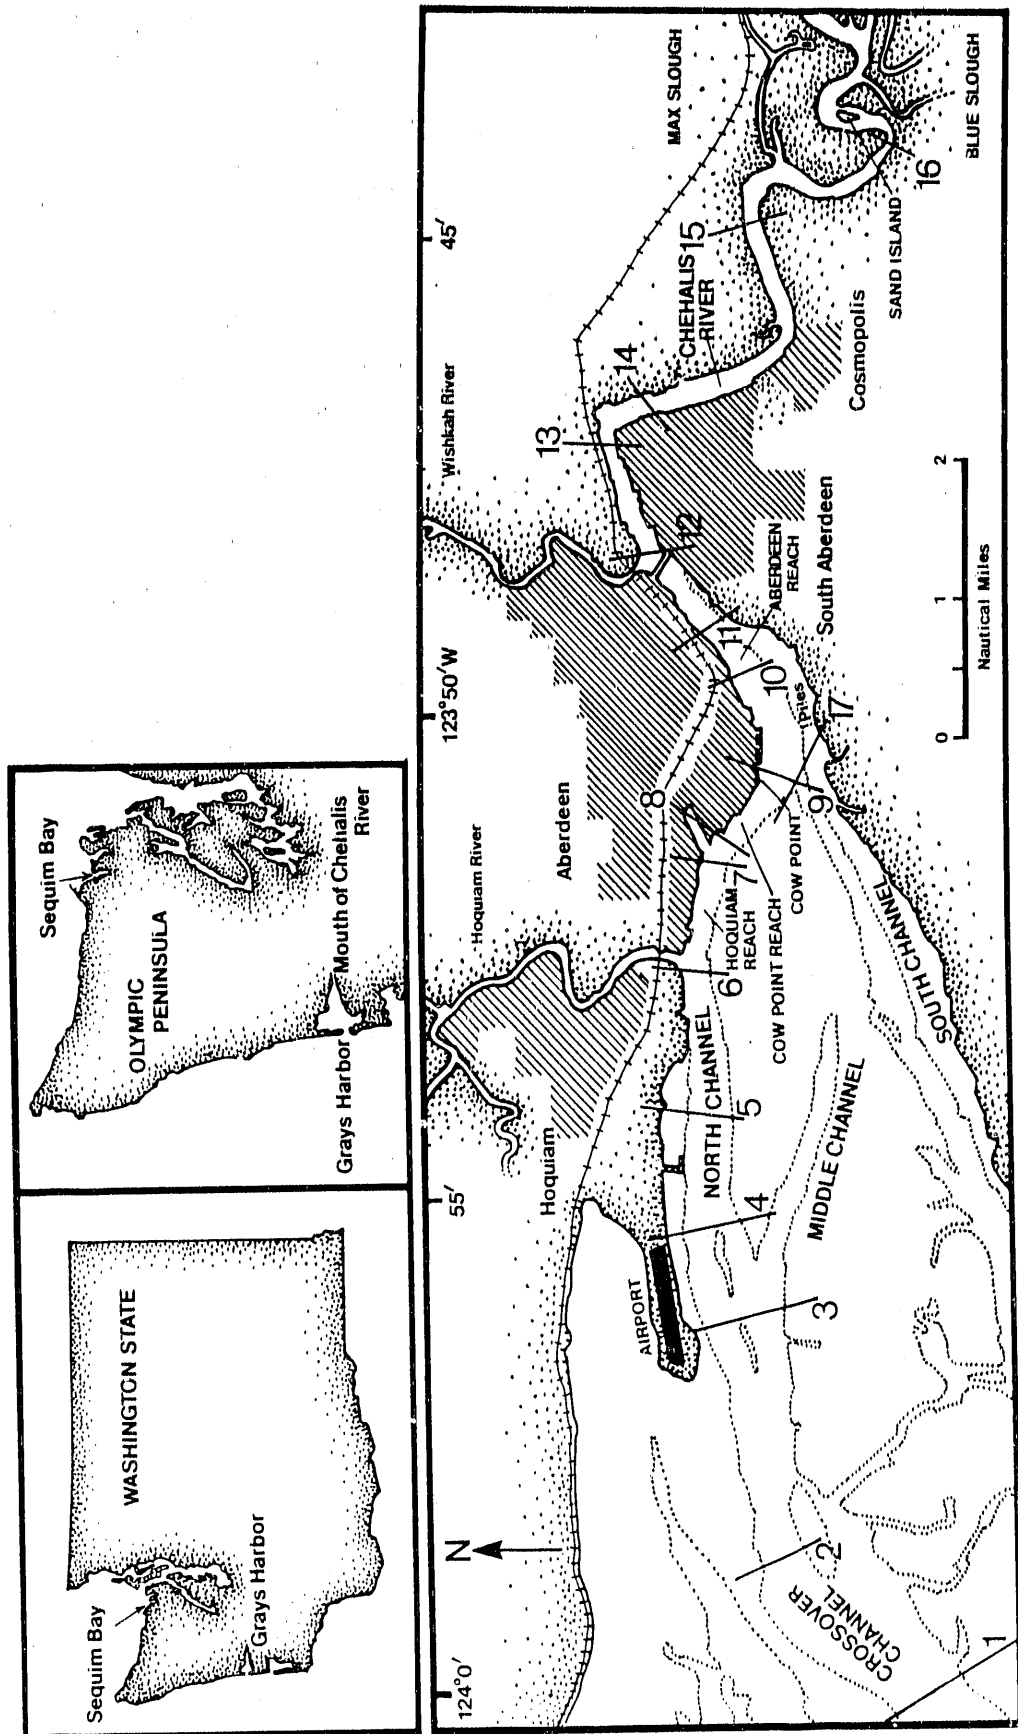 WASHINGTON STATE
Sequim Bay
Grays Harbor
Sequim Bay
OLYMPIC
PENINSULA
Grays Harbor
Mouth of Chehalis
River
124°0'
55'
123°50'W
45'
N
Hoquiam
Hoquiam River
Aberdeen
Wishkah River
MAX SLOUGH
AIRPORT
NORTH CHANNEL
MIDDLE CHANNEL
SOUTH CHANNEL
CROSSOVER
CHANNEL
HOQUIAM
REACH
COW POINT REACH
COW POINT
Piles
ABERDEEN
REACH
South Aberdeen
CHEHALIS
RIVER
Cosmopolis
SAND ISLAND
BLUE SLOUGH
1
2
3
4
5
6
7
8
9
10
11
12
13
14
15
16
17
0
1
2
Nautical Miles